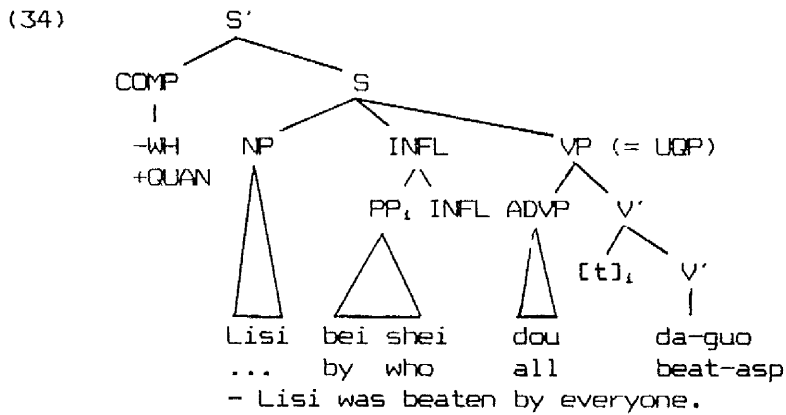 (34) S'
COMP S
-WH NP INFL VP (= UQP)
+QUAN
PPi INFL ADVP V'
[t]i V'
Lisi bei shei dou da-guo
... by who all beat-asp
- Lisi was beaten by everyone.